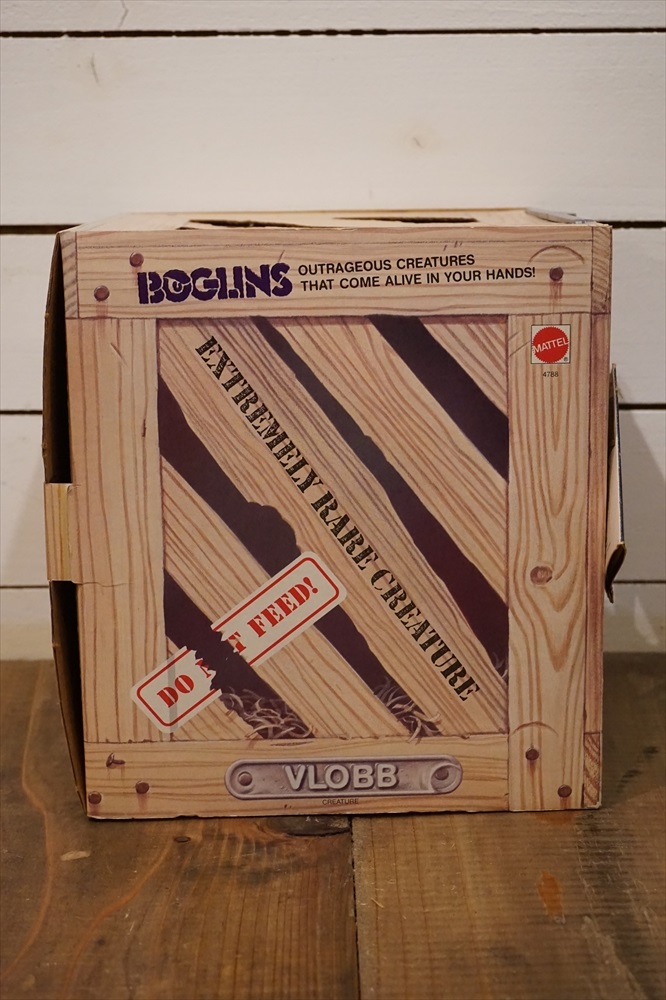 BOGLINS
OUTRAGEOUS CREATURES
THAT COME ALIVE IN YOUR HANDS!
MATTEL
®
4788
EXTREMELY RARE CREATURE
DO FEED!
VLOBB
CREATURE